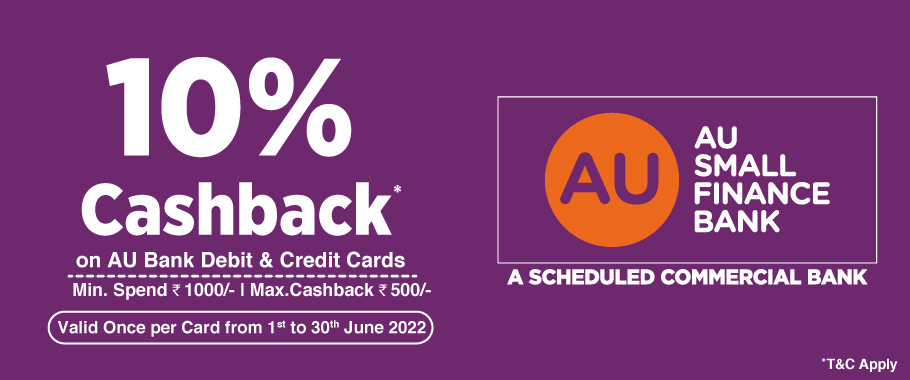 10%
Cashback*
on AU Bank Debit & Credit Cards
Min. Spend ₹ 1000/- I Max.Cashback ₹ 500/-
Valid Once per Card from 1st to 30th June 2022
AU
AU
SMALL
FINANCE
BANK
A SCHEDULED COMMERCIAL BANK
*T&C Apply